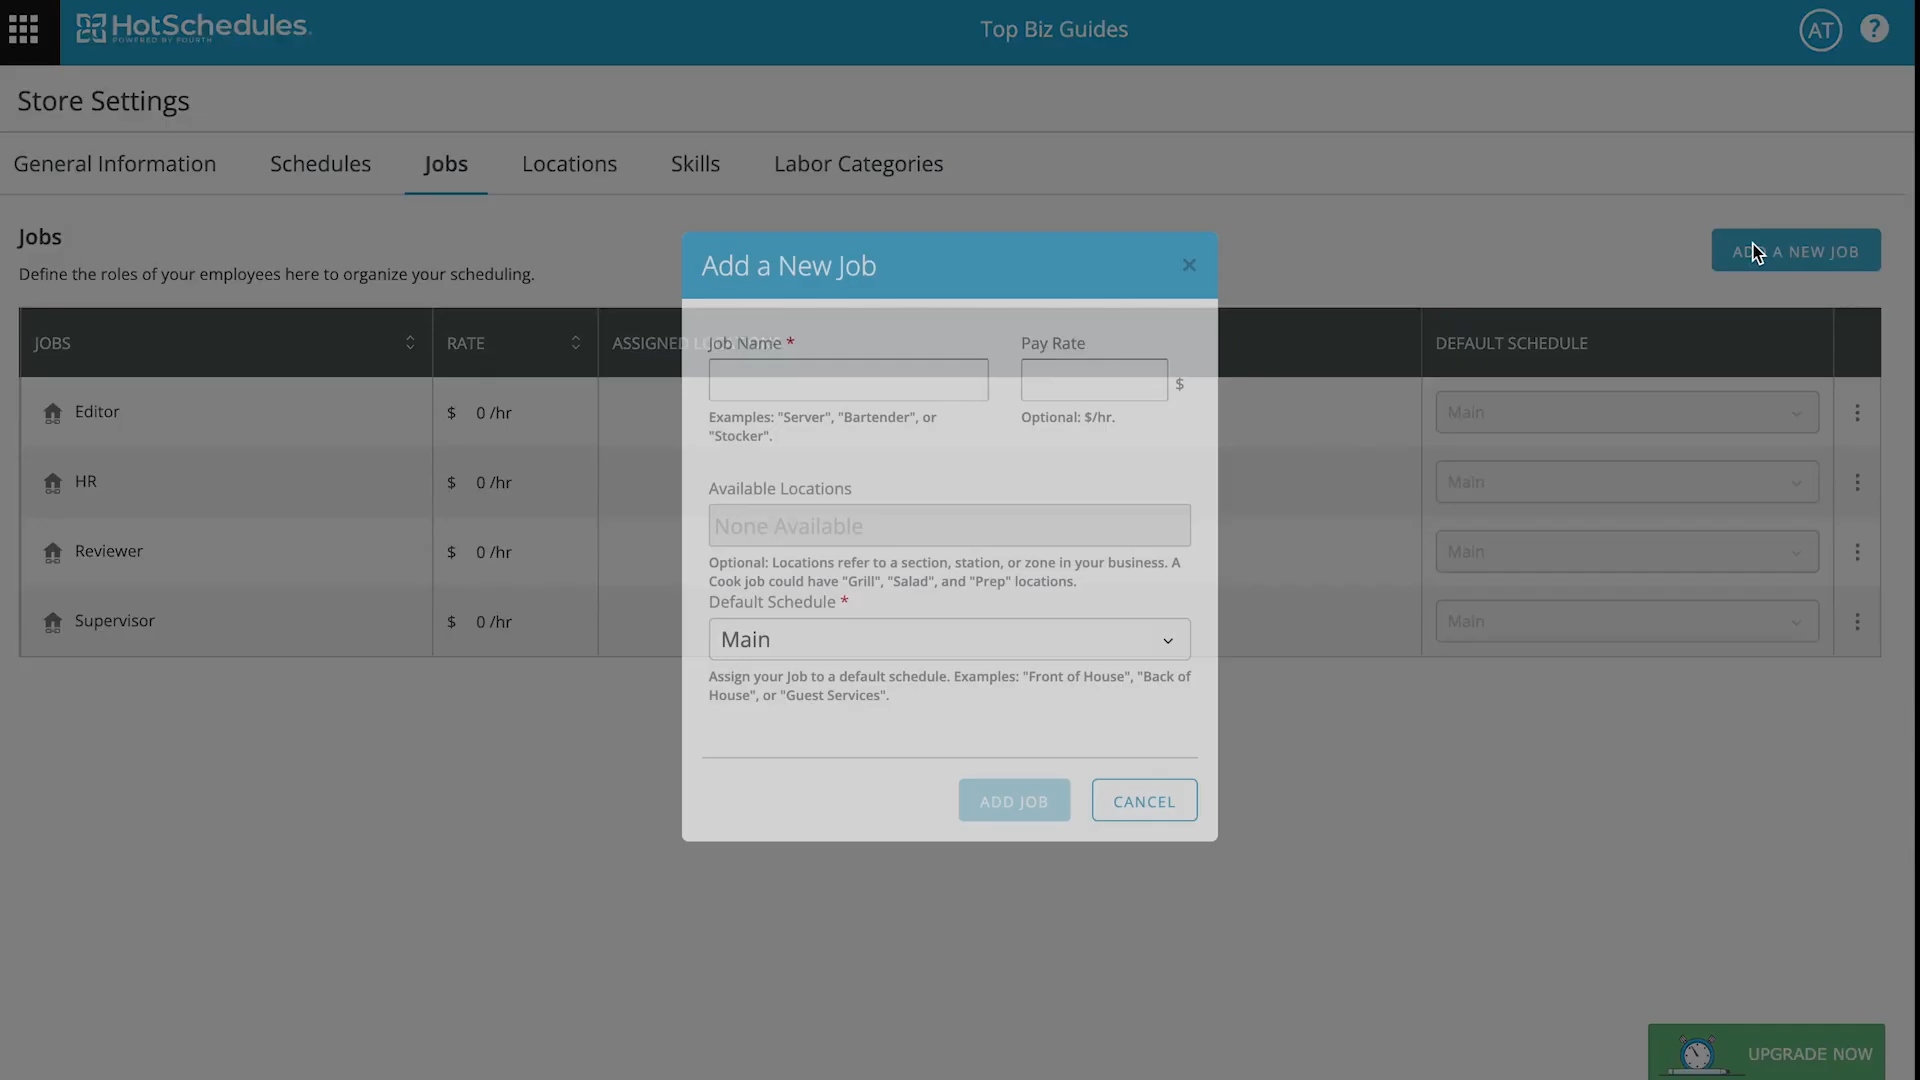 HotSchedules.
POWERED BY FOURTH
Top Biz Guides
AT
?
Store Settings
General Information
Schedules
Jobs
Locations
Skills
Labor Categories
Jobs
Define the roles of your employees here to organize your scheduling.
ADD A NEW JOB
JOBS
RATE
ASSIGNED
DEFAULT SCHEDULE
Editor
$ 0 /hr
Main
HR
$ 0 /hr
Main
Reviewer
$ 0 /hr
Main
Supervisor
$ 0 /hr
Main
Add a New Job
×
Job Name *
Pay Rate
$
Examples: "Server", "Bartender", or
"Stocker".
Optional: $/hr.
Available Locations
None Available
Optional: Locations refer to a section, station, or zone in your business. A
Cook job could have "Grill", "Salad", and "Prep" locations.
Default Schedule *
Main
Assign your Job to a default schedule. Examples: "Front of House", "Back of
House", or "Guest Services".
ADD JOB
CANCEL
UPGRADE NOW